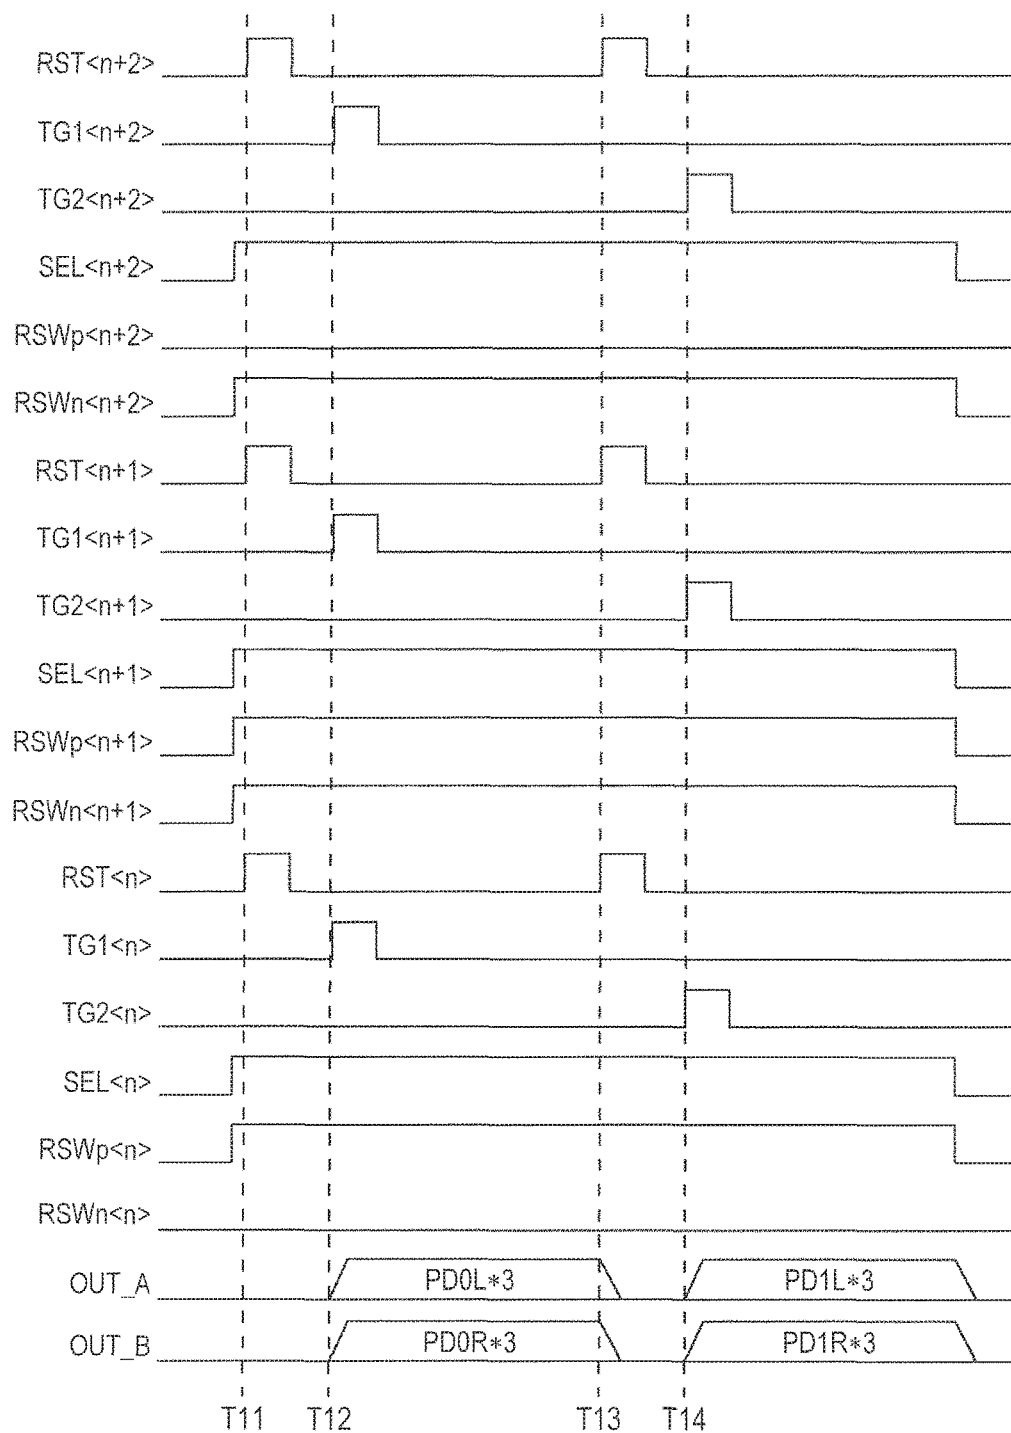 RST<n+2>
TG1<n+2>
TG2<n+2>
SEL<n+2>
RSWp<n+2>
RSWn<n+2>
RST<n+1>
TG1<n+1>
TG2<n+1>
SEL<n+1>
RSWp<n+1>
RSWn<n+1>
RST<n>
TG1<n>
TG2<n>
SEL<n>
RSWp<n>
RSWn<n>
OUT_A PD0L*3 PD1L*3
OUT_B PD0R*3 PD1R*3
T11 T12 T13 T14